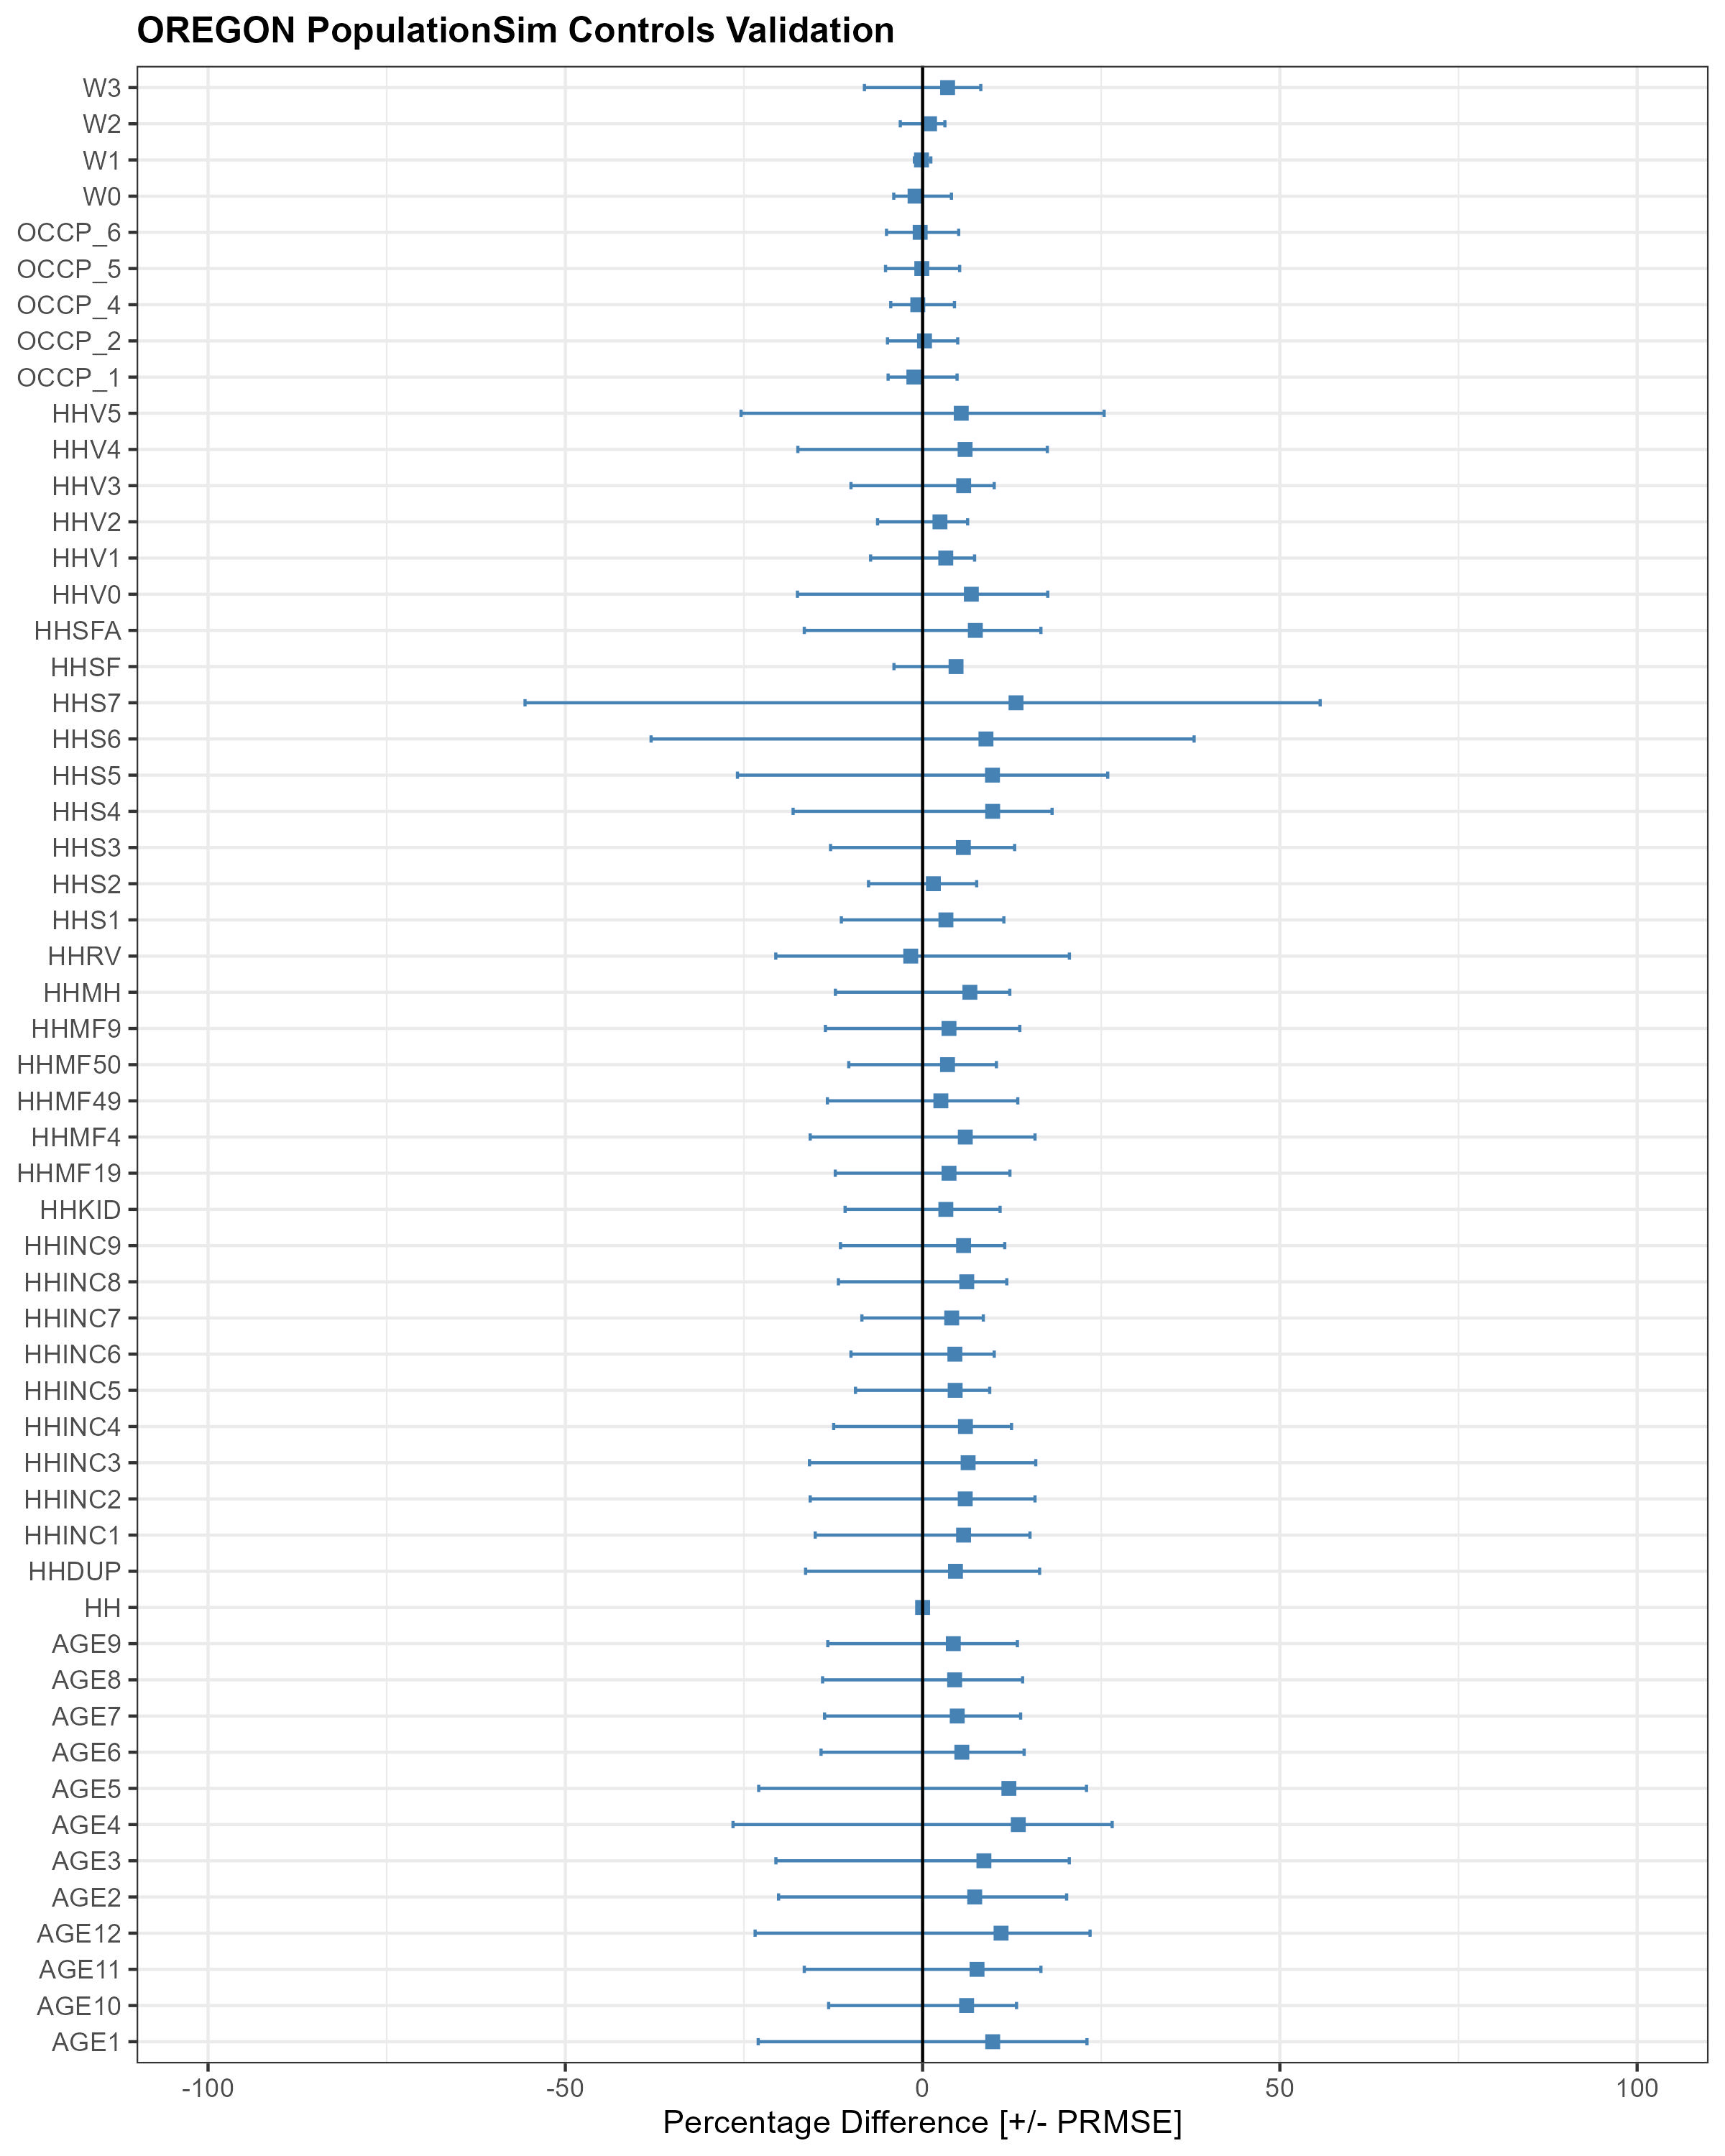 OREGON PopulationSim Controls Validation
W3
W2
W1
W0
OCCP_6
OCCP_5
OCCP_4
OCCP_2
OCCP_1
HHV5
HHV4
HHV3
HHV2
HHV1
HHV0
HHSFA
HHSF
HHS7
HHS6
HHS5
HHS4
HHS3
HHS2
HHS1
HHRV
HHMH
HHMF9
HHMF50
HHMF49
HHMF4
HHMF19
HHKID
HHINC9
HHINC8
HHINC7
HHINC6
HHINC5
HHINC4
HHINC3
HHINC2
HHINC1
HHDUP
HH
AGE9
AGE8
AGE7
AGE6
AGE5
AGE4
AGE3
AGE2
AGE12
AGE11
AGE10
AGE1
-100 -50 0 50 100
Percentage Difference [+/- PRMSE]